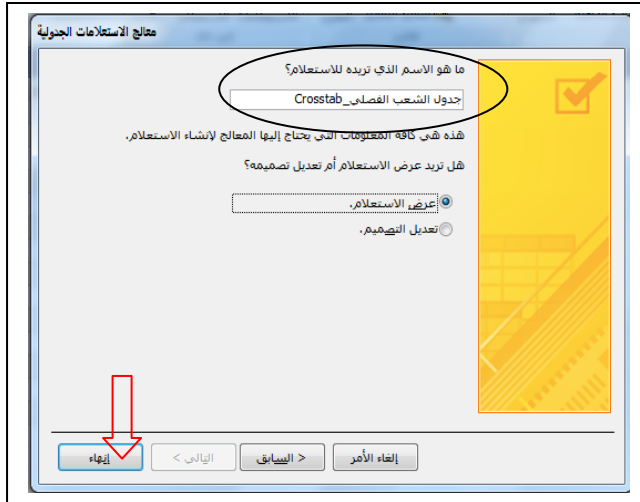 معالج الاستعلامات الجدولية
ما هو الاسم الذي تريده للاستعلام؟
جدول الشعب الفصلي_Crosstab
هذه هي كافة المعلومات التي يحتاج إليها المعالج لإنشاء الاستعلام.
هل تريد عرض الاستعلام أم تعديل تصميمه؟
عرض الاستعلام.
تعديل التصميم.
إلغاء الأمر < السابق التالي > إنهاء